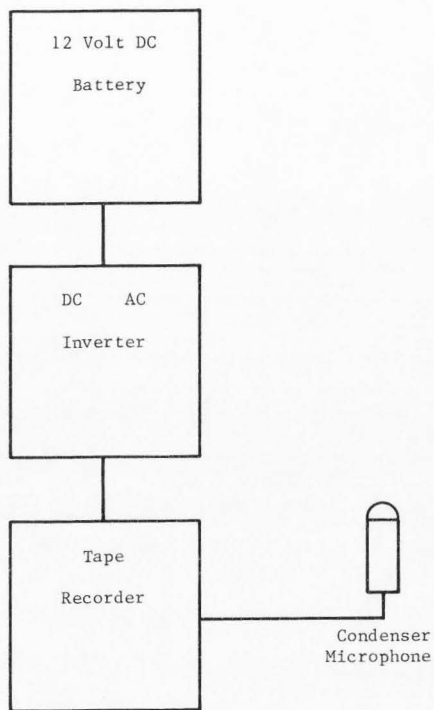 12 Volt DC
Battery
DC AC
Inverter
Tape
Recorder
Condenser
Microphone